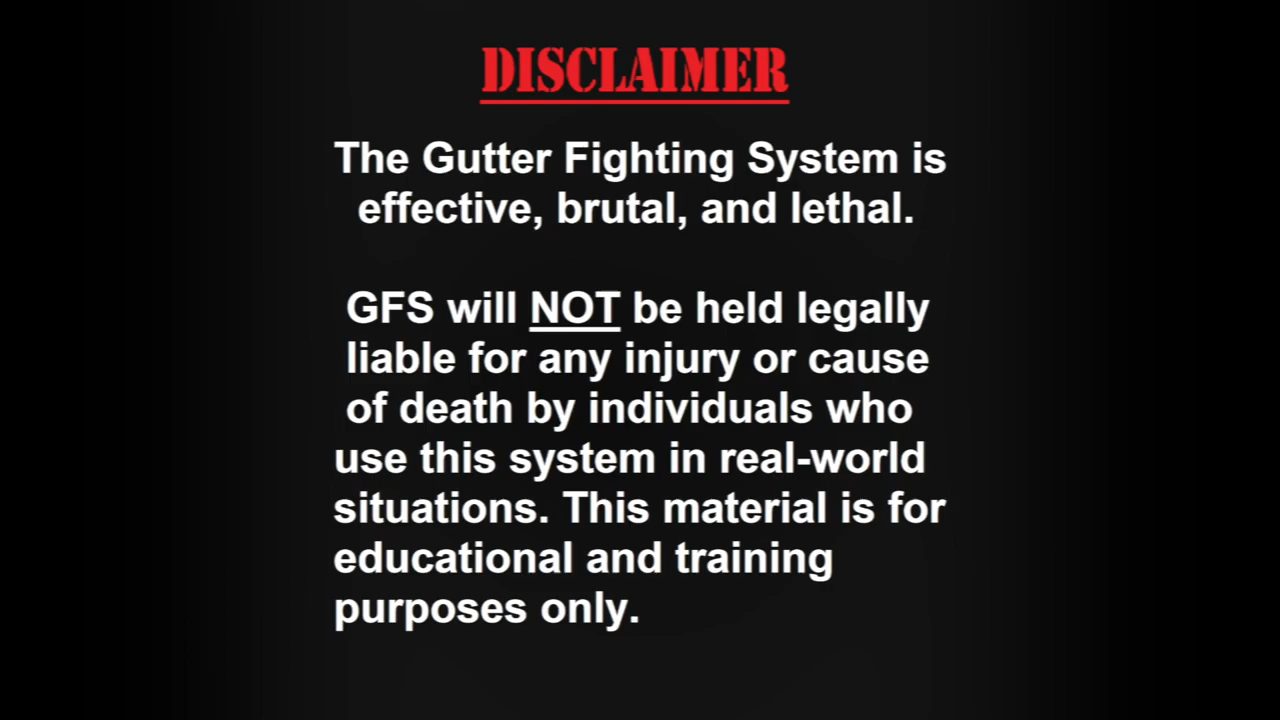 DISCLAIMER
The Gutter Fighting System is
effective, brutal, and lethal.
GFS will NOT be held legally
liable for any injury or cause
of death by individuals who
use this system in real-world
situations. This material is for
educational and training
purposes only.